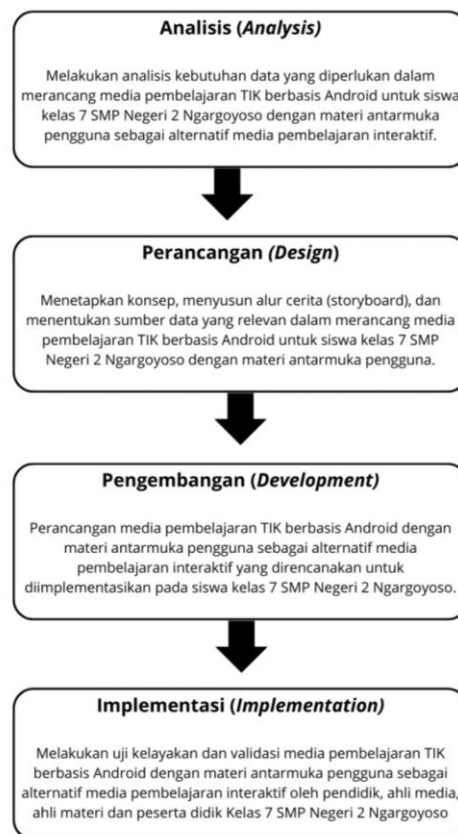 Analisis (Analysis)
Melakukan analisis kebutuhan data yang diperlukan dalam
merancang media pembelajaran TIK berbasis Android untuk siswa
kelas 7 SMP Negeri 2 Ngargoyoso dengan materi antarmuka
pengguna sebagai alternatif media pembelajaran interaktif.
Perancangan (Design)
Menetapkan konsep, menyusun alur cerita (storyboard), dan
menentukan sumber data yang relevan dalam merancang media
pembelajaran TIK berbasis Android untuk siswa kelas 7 SMP
Negeri 2 Ngargoyoso dengan materi antarmuka pengguna.
Pengembangan (Development)
Perancangan media pembelajaran TIK berbasis Android dengan
materi antarmuka pengguna sebagai alternatif media
pembelajaran interaktif yang direncanakan untuk
diimplementasikan pada siswa kelas 7 SMP Negeri 2 Ngargoyoso.
Implementasi (Implementation)
Melakukan uji kelayakan dan validasi media pembelajaran TIK
berbasis Android dengan materi antarmuka pengguna sebagai
alternatif media pembelajaran interaktif oleh pendidik, ahli media,
ahli materi dan peserta didik Kelas 7 SMP Negeri 2 Ngargoyoso